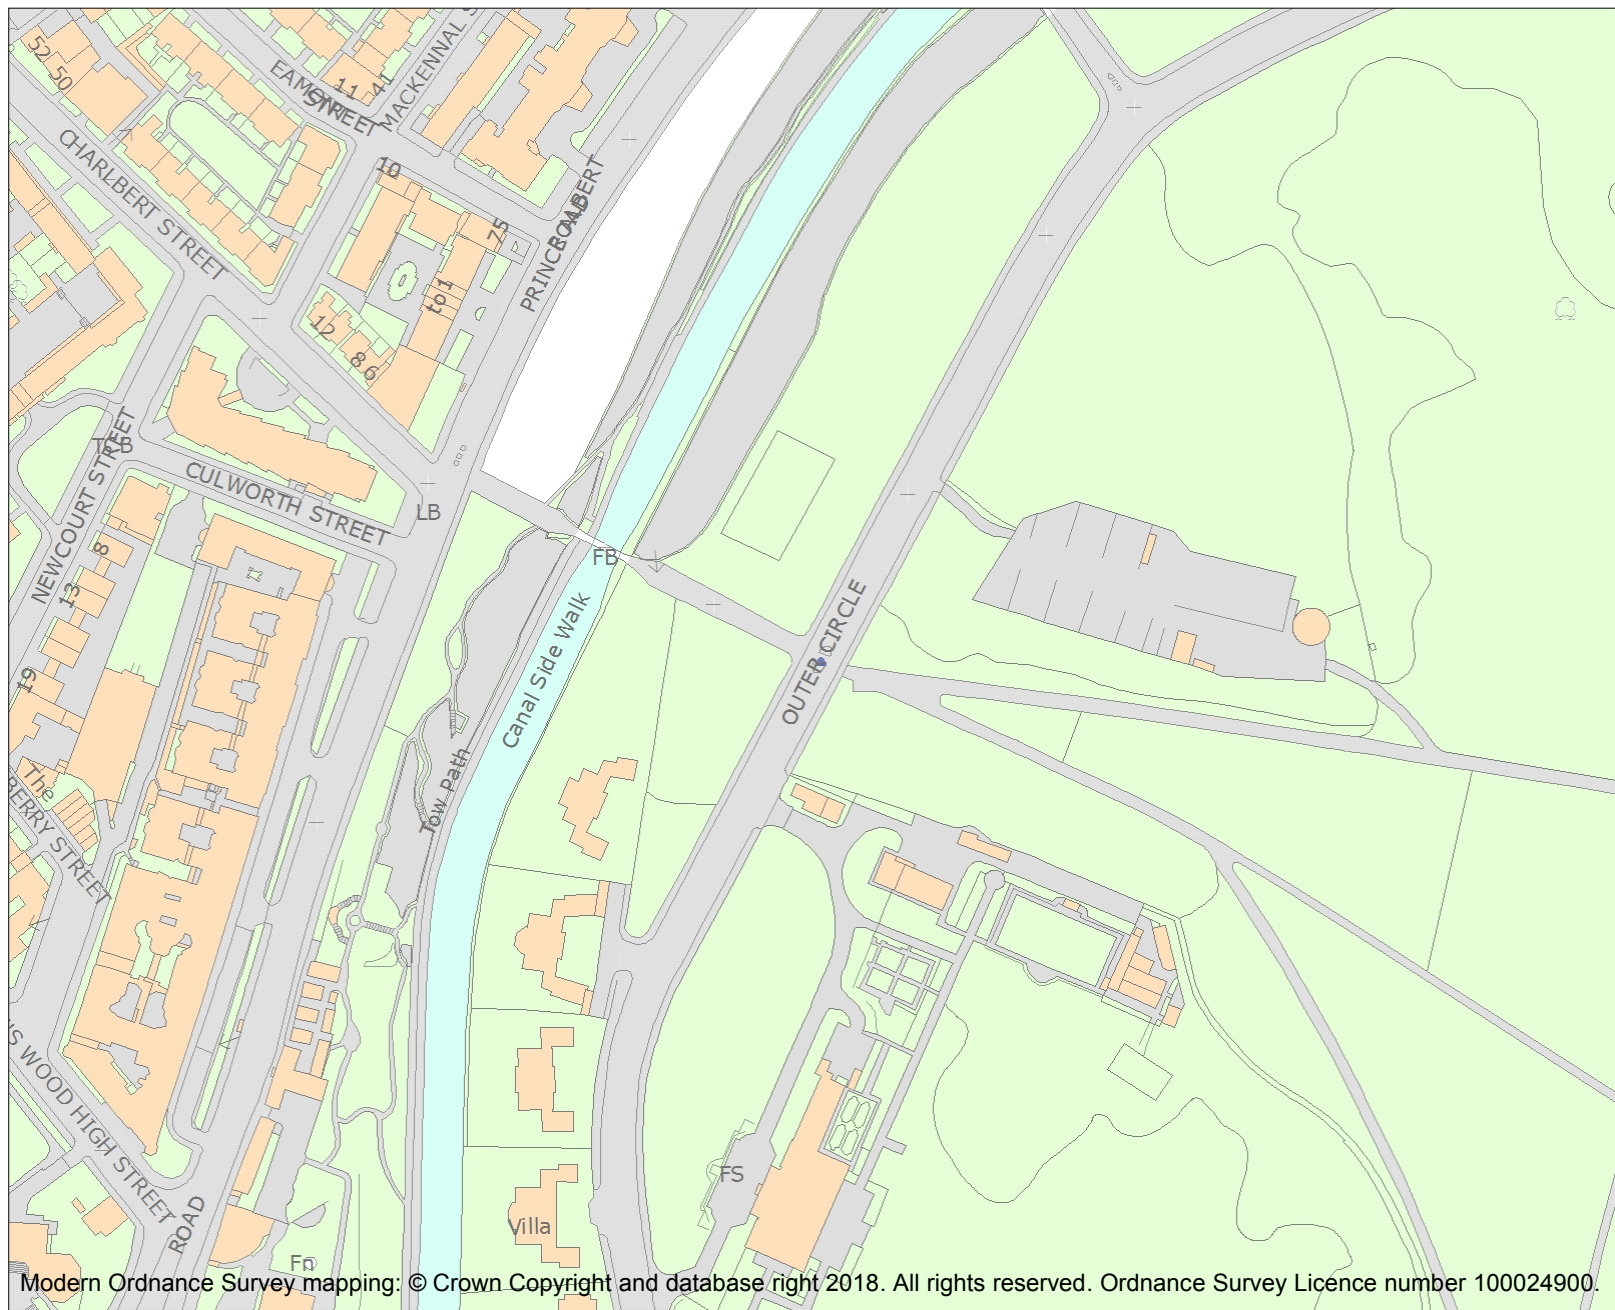 52
50
EAMONT
STREET
11
41
MACKENNAL S
CHARLBERT STREET
10
75
PRINCE ALBERT
ROAD
to
1
12
8
6
TCB
NEWCOURT STREET
CULWORTH STREET
LB
8
FB
13
Canal Side Walk
OUTER CIRCLE
19
The
BERRY STREET
Tow Path
S WOOD HIGH STREET
FS
ROAD
Villa
Fn
Modern Ordnance Survey mapping: © Crown Copyright and database right 2018. All rights reserved. Ordnance Survey Licence number 100024900.